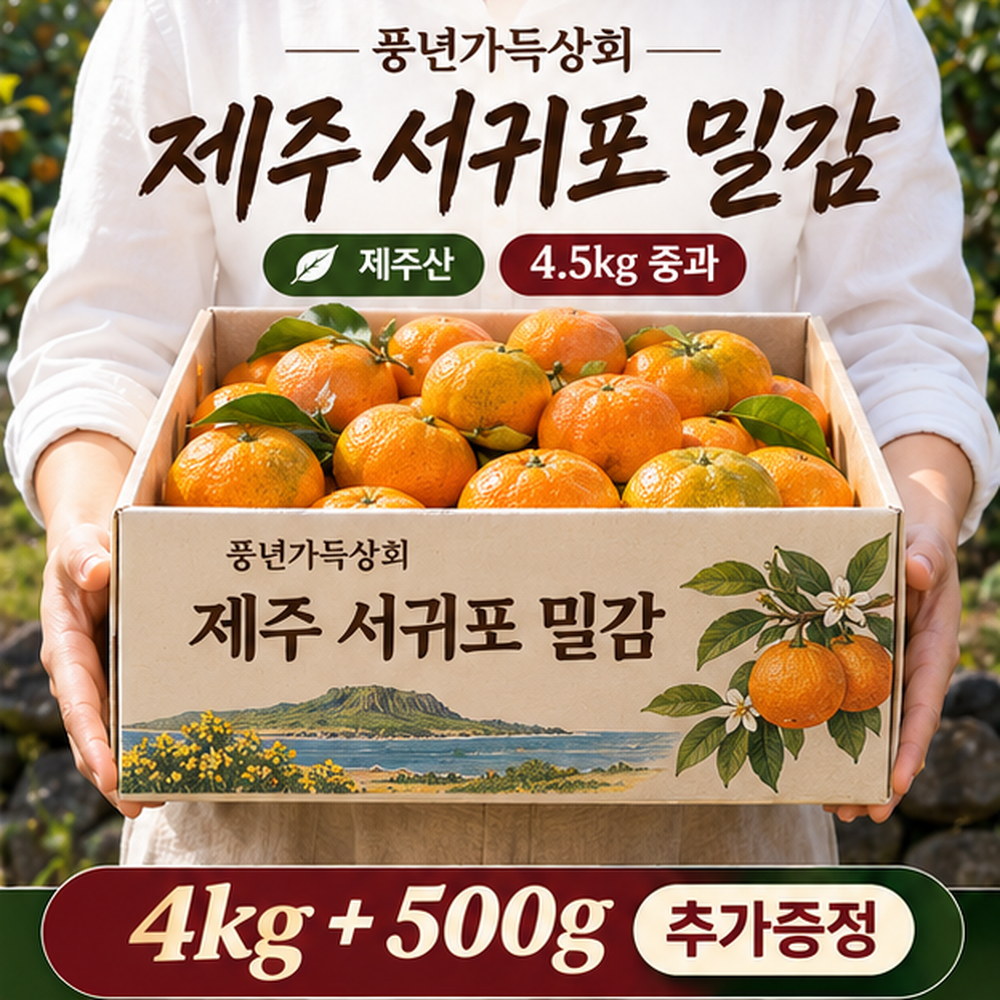 풍년가득상회
제주 서귀포 밀감
제주산
4.5kg 중과
풍년가득상회
제주 서귀포 밀감
4kg + 500g 추가증정